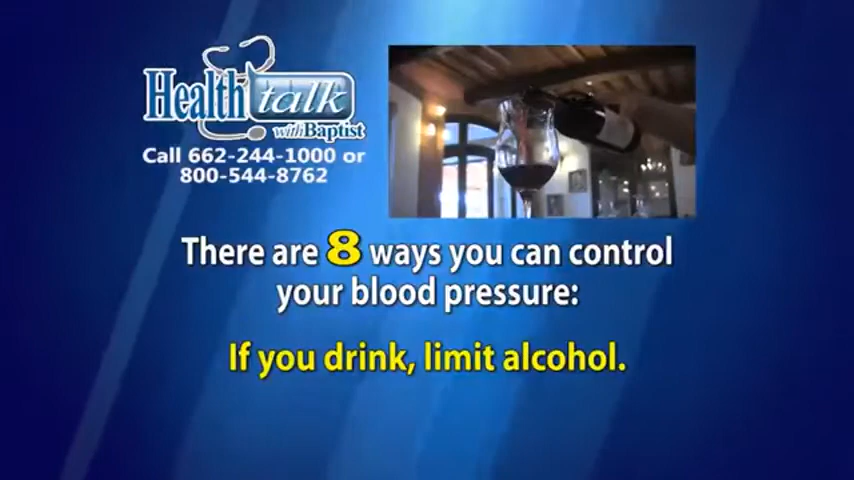 Health talk
with Baptist
Call 662-244-1000 or
800-544-8762
There are 8 ways you can control
your blood pressure:
If you drink, limit alcohol.